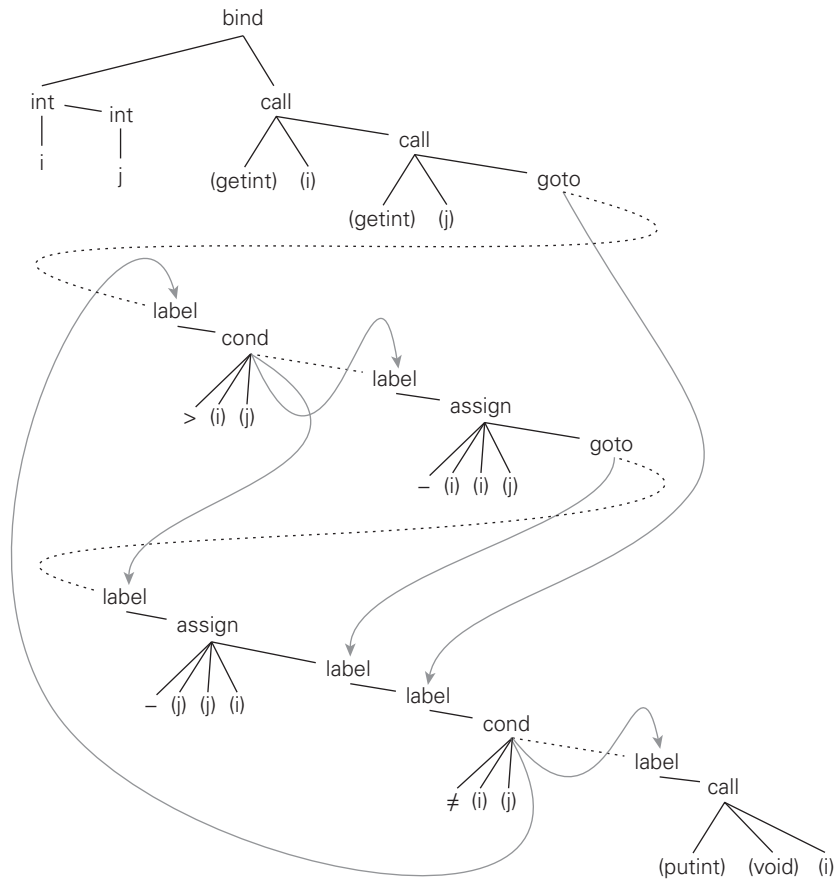 bind
int
int
call
i
j
(getint) (i)
call
(getint) (j)
goto
label
cond
> (i) (j)
label
assign
− (i) (i) (j)
goto
label
assign
− (j) (j) (i)
label
label
cond
≠ (i) (j)
label
call
(putint) (void) (i)